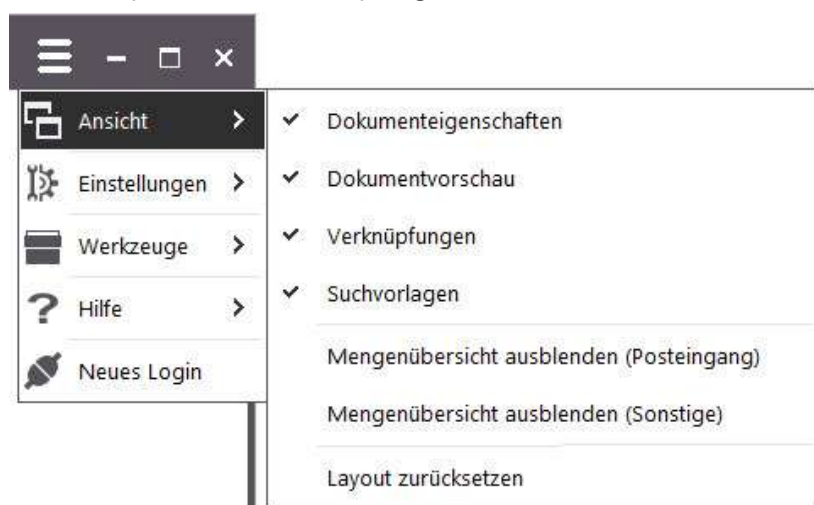 Ansicht
Einstellungen
Werkzeuge
Hilfe
Neues Login
Dokumenteigenschaften
Dokumentvorschau
Verknüpfungen
Suchvorlagen
Mengenübersicht ausblenden (Posteingang)
Mengenübersicht ausblenden (Sonstige)
Layout zurücksetzen